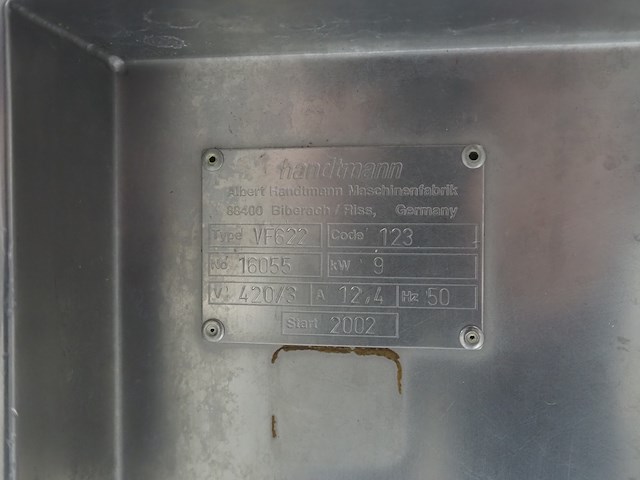 handtmann
Albert Handtmann Maschinenfabrik
88400 Biberach/Riss, Germany
Type VF622 Code 123
No 16055 kW 9
V~ 420/3 A 12,4 Hz 50
Start 2002